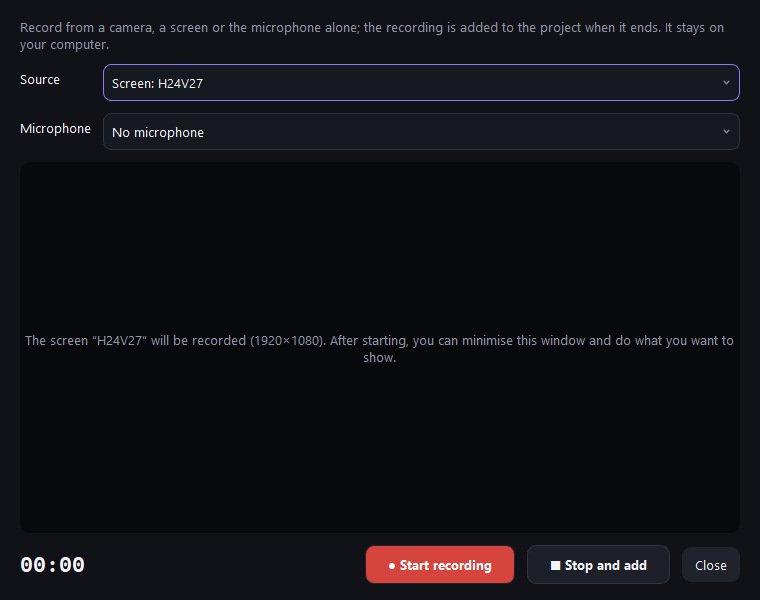 Record from a camera, a screen or the microphone alone; the recording is added to the project when it ends. It stays on
your computer.
Source
Screen: H24V27
Microphone
No microphone
The screen “H24V27” will be recorded (1920×1080). After starting, you can minimise this window and do what you want to
show.
00:00
● Start recording
■ Stop and add
Close